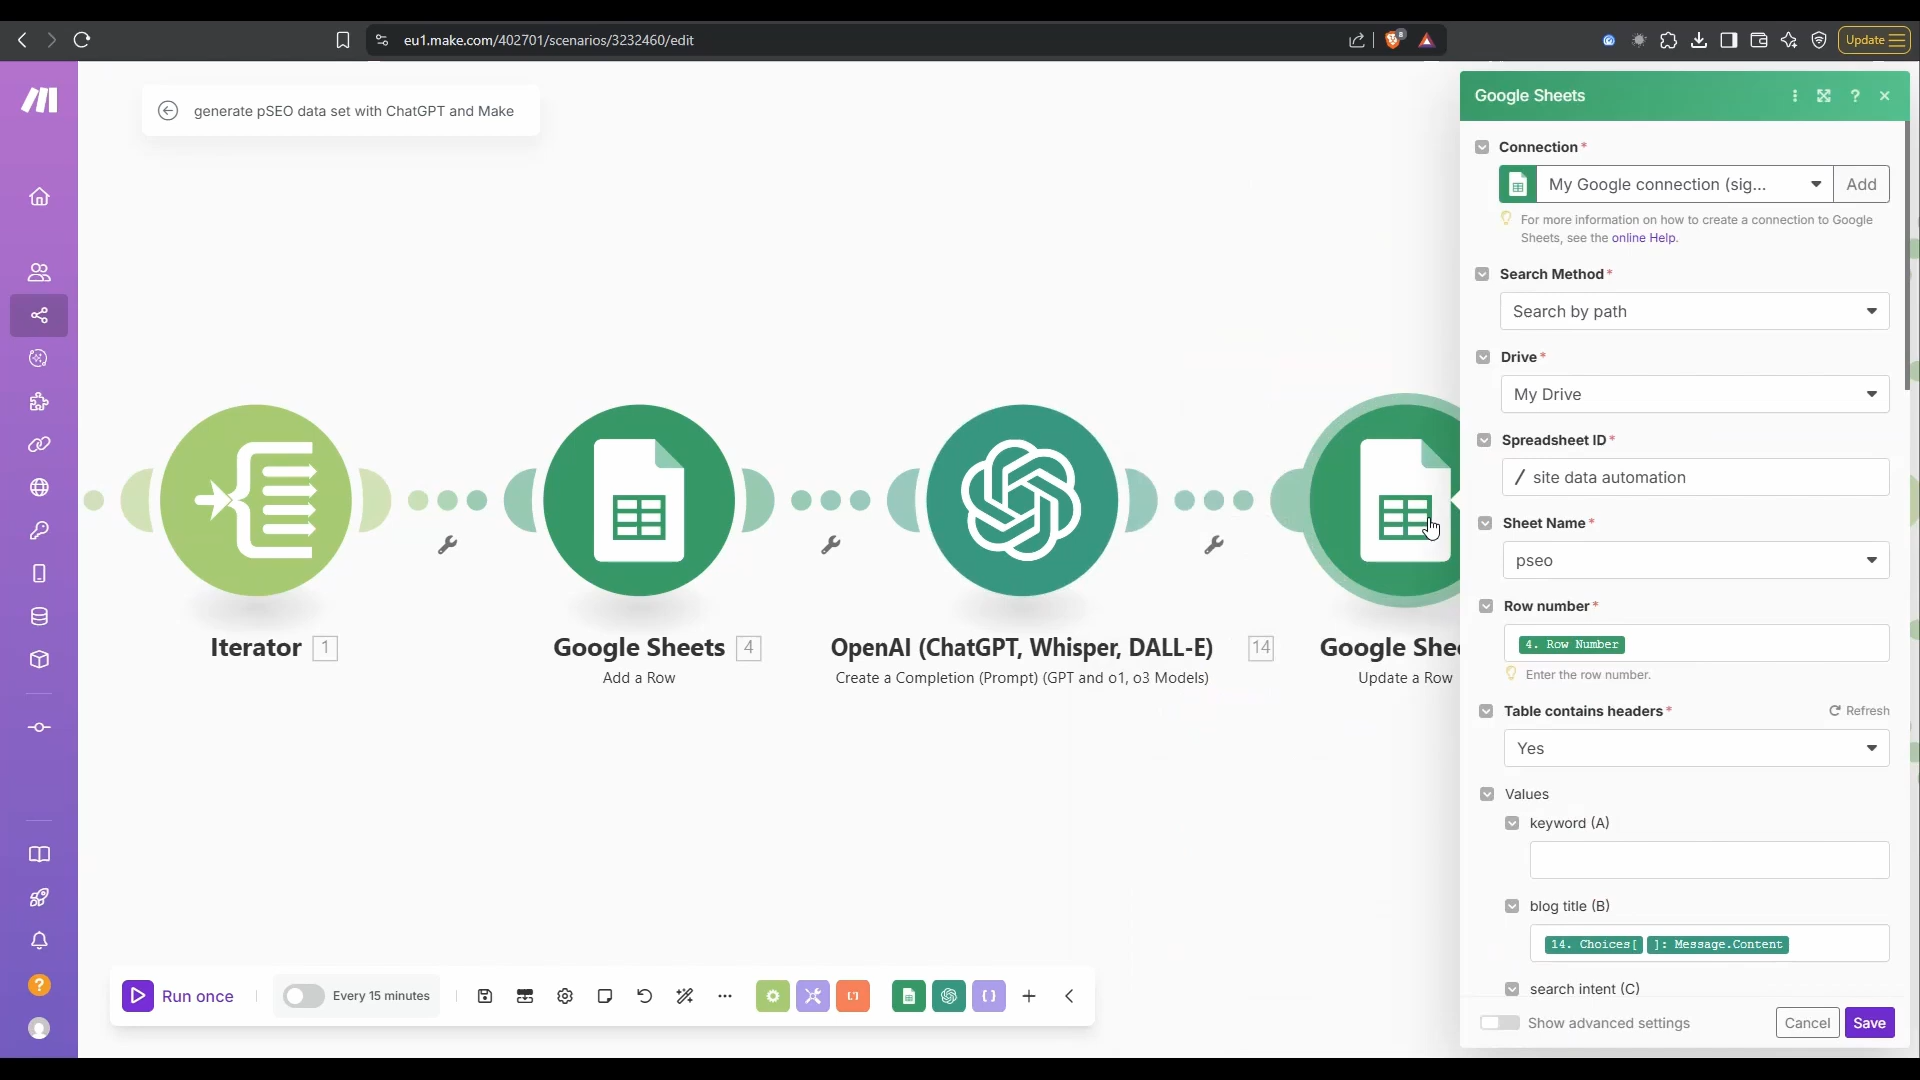 eu1.make.com/402701/scenarios/3232460/edit
8
Update
generate pSEO data set with ChatGPT and Make
Iterator 1
Google Sheets 4
Add a Row
OpenAI (ChatGPT, Whisper, DALL-E) 14
Create a Completion (Prompt) (GPT and o1, o3 Models)
Google Shee
Update a Row
Run once
Every 15 minutes
Google Sheets
?
Connection *
My Google connection (sig...
Add
For more information on how to create a connection to Google
Sheets, see the online Help.
Search Method *
Search by path
Drive *
My Drive
Spreadsheet ID *
/ site data automation
Sheet Name *
pseo
Row number *
4. Row Number
Enter the row number.
Table contains headers *
Refresh
Yes
Values
keyword (A)
blog title (B)
14. Choices[ ]: Message.Content
search intent (C)
Show advanced settings
Cancel
Save
?